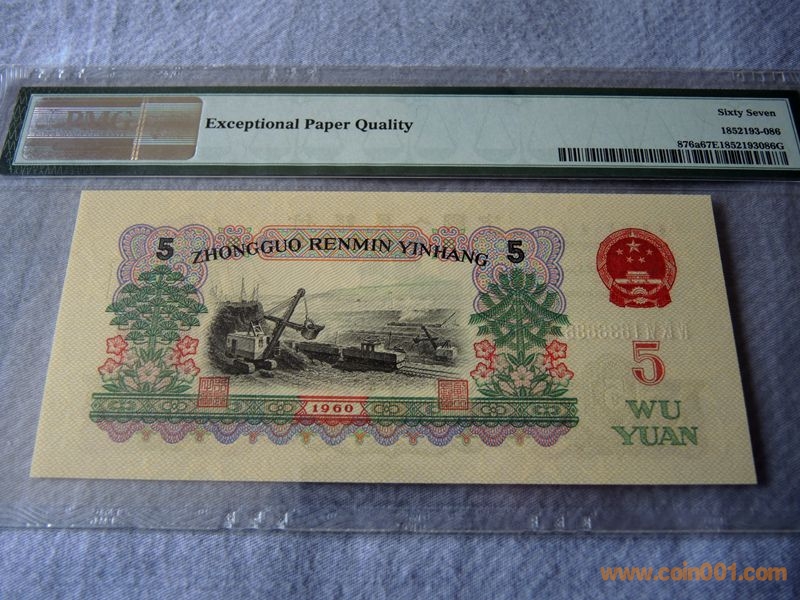 PMG
Exceptional Paper Quality
Sixty Seven
1852193-086
876a67E1852193086G
5
ZHONGGUO RENMIN YINHANG
5
5
1960
WU
YUAN
www.coin001.com